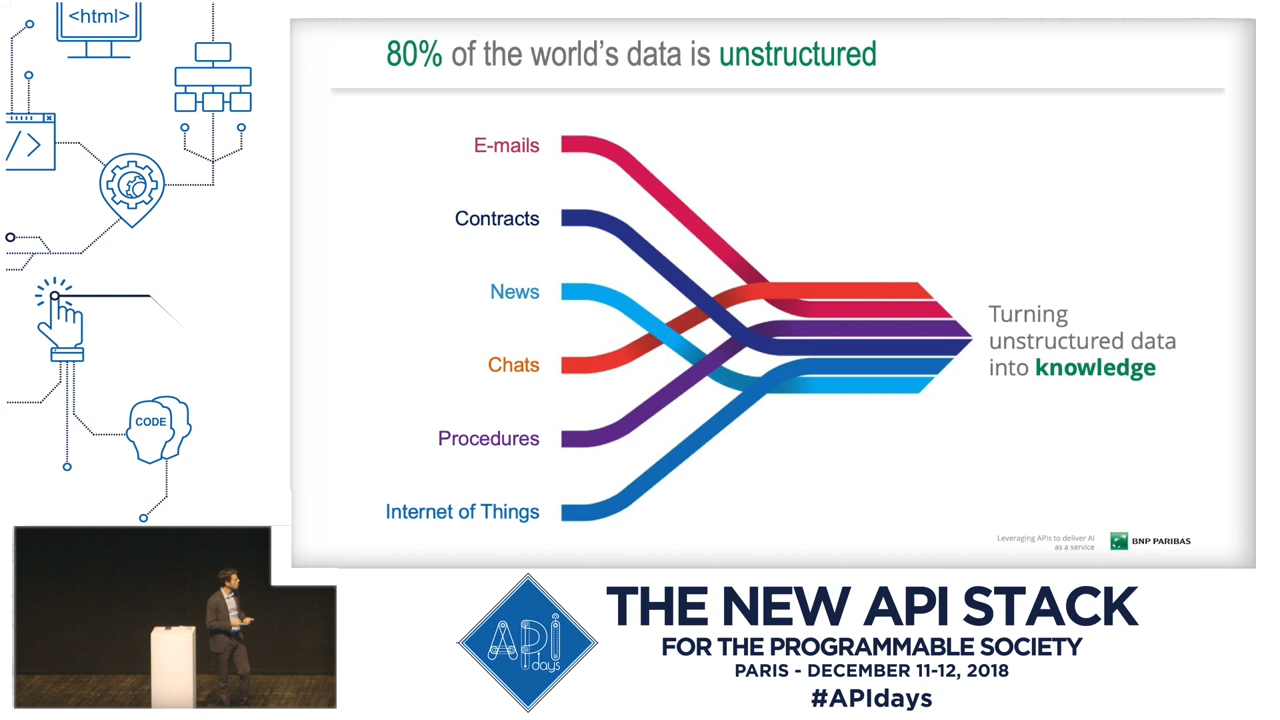 <html>
80% of the world's data is unstructured
E-mails
Contracts
News
Chats
Procedures
Internet of Things
Turning
unstructured data
into knowledge
Leveraging APIs to deliver AI
as a service
BNP PARIBAS
</>
CODE
APi
days
THE NEW API STACK
FOR THE PROGRAMMABLE SOCIETY
PARIS - DECEMBER 11-12, 2018
#APIdays